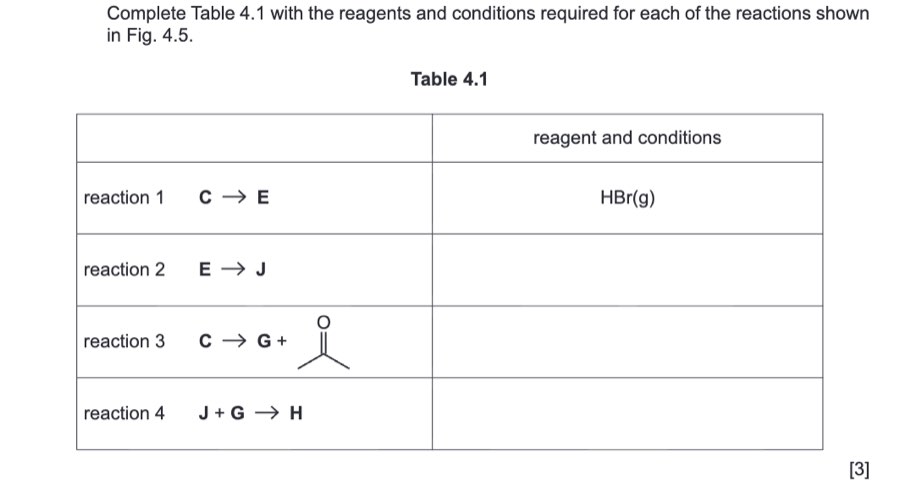 Complete Table 4.1 with the reagents and conditions required for each of the reactions shown
in Fig. 4.5.
Table 4.1
reagent and conditions
reaction 1 C → E HBr(g)
reaction 2 E → J
O
reaction 3 C → G +
reaction 4 J + G → H
[3]